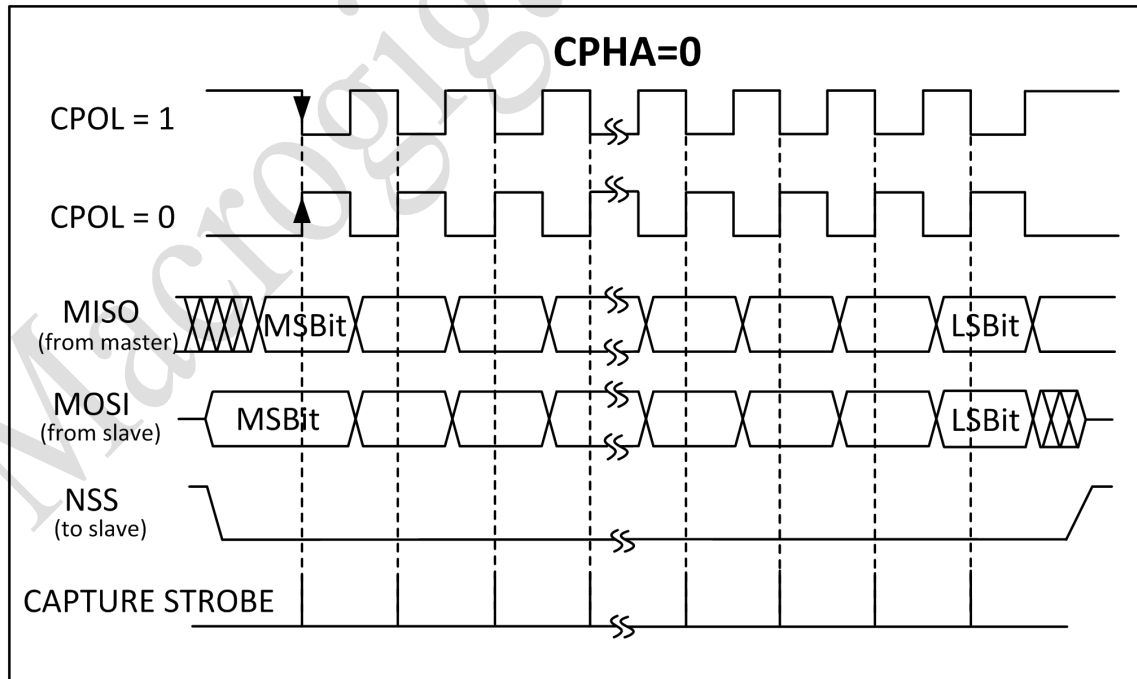 CPHA=0
CPOL = 1
CPOL = 0
MISO
(from master)
MSBit
LSBit
MOSI
(from slave)
MSBit
LSBit
NSS
(to slave)
CAPTURE STROBE